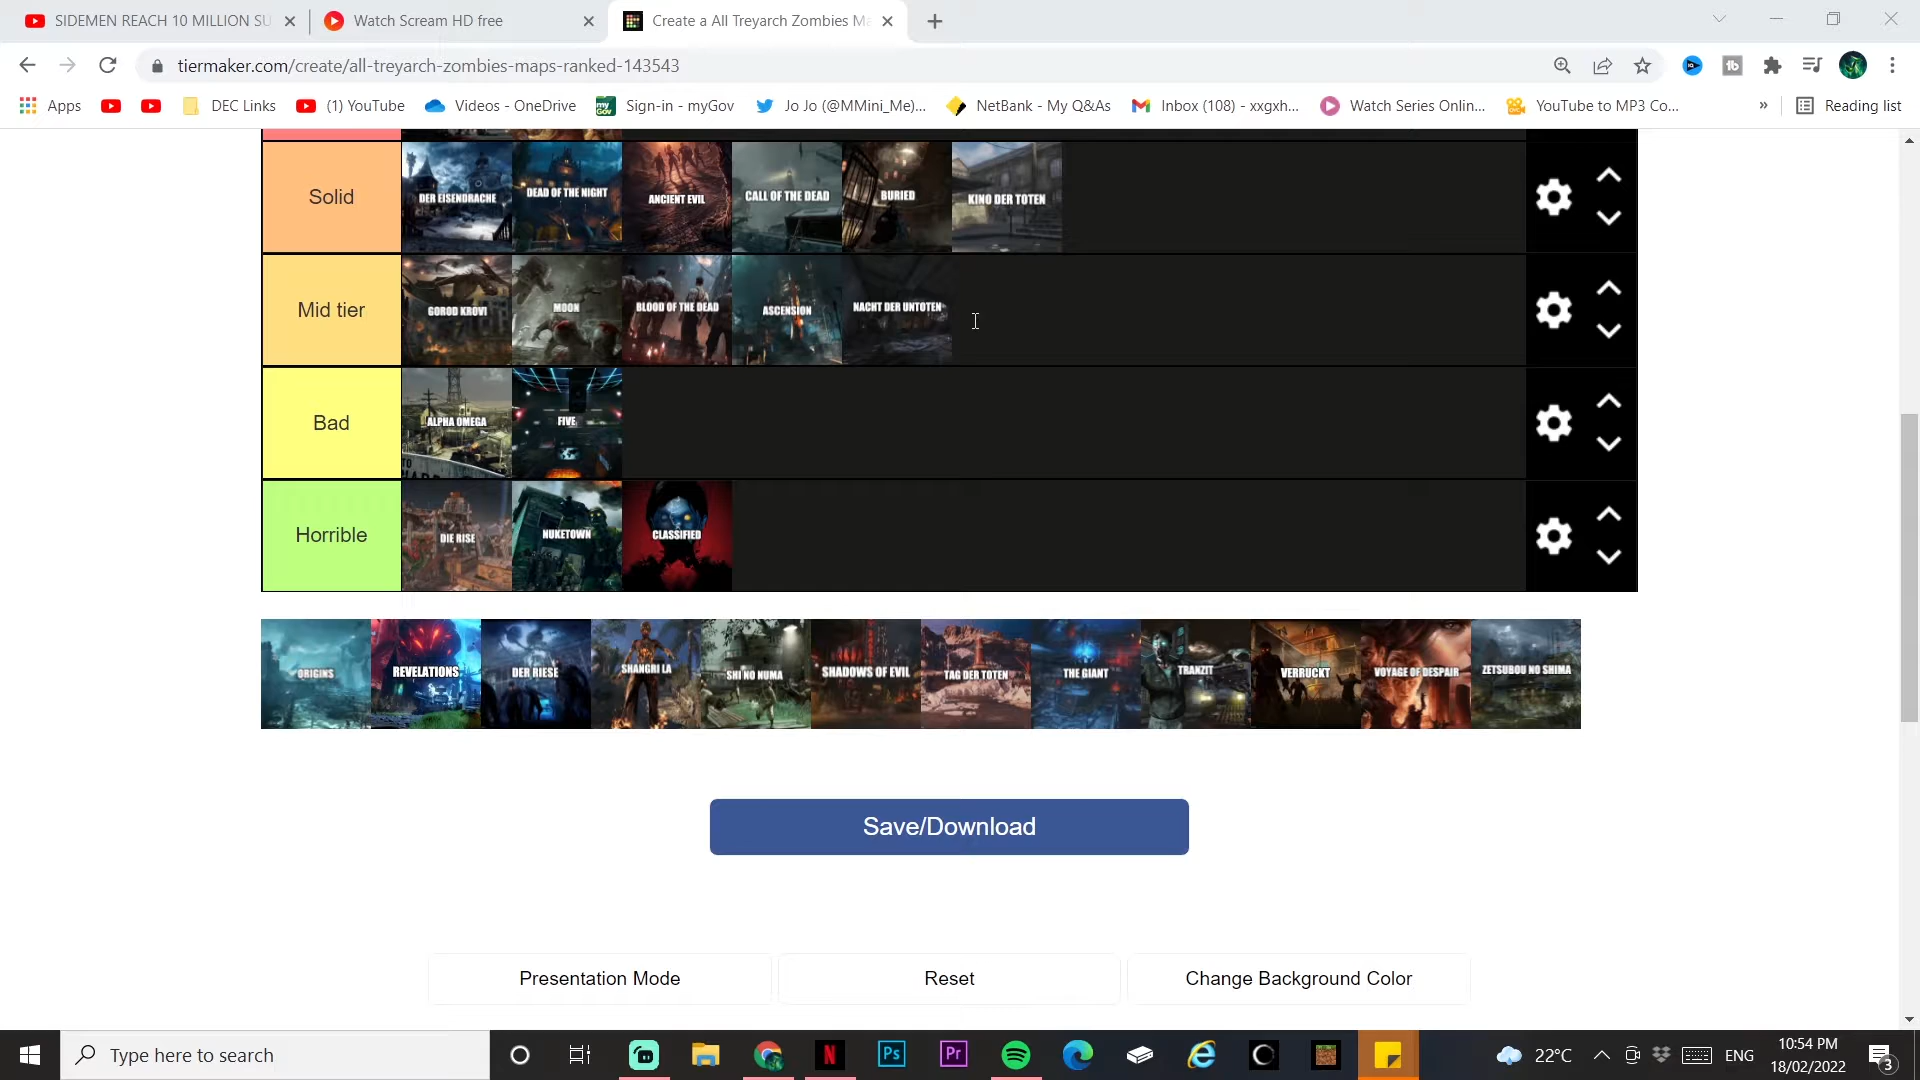 SIDEMEN REACH 10 MILLION SU
Watch Scream HD free
Create a All Treyarch Zombies Ma
tiermaker.com/create/all-treyarch-zombies-maps-ranked-143543
Apps
DEC Links
(1) YouTube
Videos - OneDrive
my Gov
Sign-in - myGov
Jo Jo (@MMini_Me)...
NetBank - My Q&As
Inbox (108) - xxgxh...
Watch Series Onlin...
YouTube to MP3 Co...
»
Reading list
Solid
DER EISENDRACHE
DEAD OF THE NIGHT
ANCIENT EVIL
CALL OF THE DEAD
BURIED
KINO DER TOTEN
Mid tier
GOROD KROVI
MOON
BLOOD OF THE DEAD
ASCENSION
NACHT DER UNTOTEN
Bad
ALPHA OMEGA
FIVE
Horrible
DIE RISE
NUKETOWN
CLASSIFIED
ORIGINS
REVELATIONS
DER RIESE
SHANGRI LA
SHI NO NUMA
SHADOWS OF EVIL
TAG DER TOTEN
THE GIANT
TRANZIT
VERRUCKT
VOYAGE OF DESPAIR
ZETSUBOU NO SHIMA
Save/Download
Presentation Mode
Reset
Change Background Color
Type here to search
N
Ps
Pr
22°C
ENG
10:54 PM
18/02/2022
3